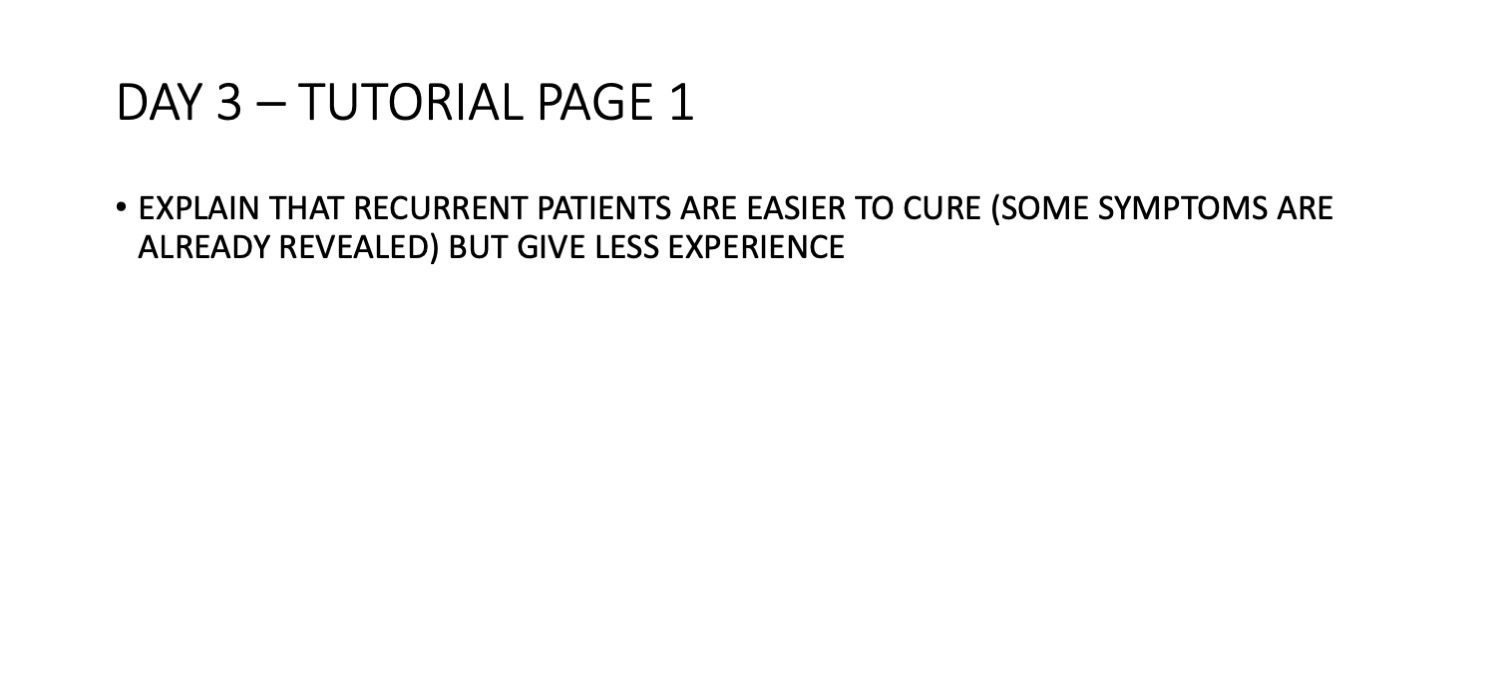 DAY 3 – TUTORIAL PAGE 1
• EXPLAIN THAT RECURRENT PATIENTS ARE EASIER TO CURE (SOME SYMPTOMS ARE
ALREADY REVEALED) BUT GIVE LESS EXPERIENCE